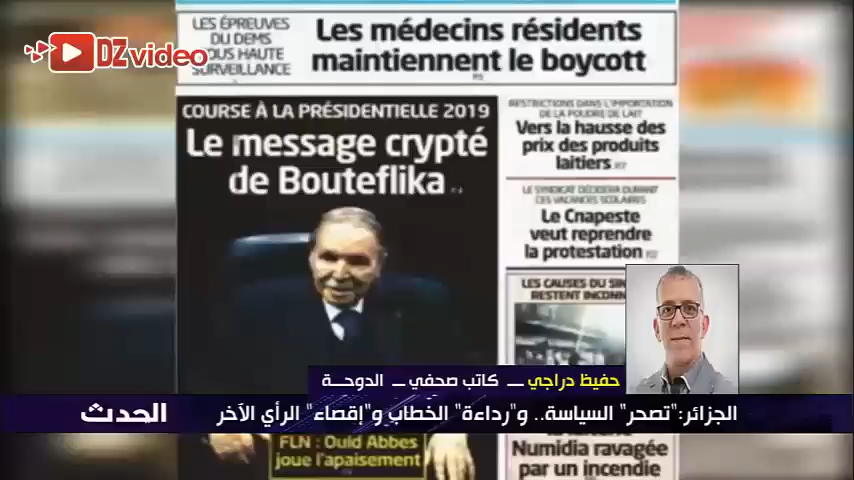 DZvideo
LES ÉPREUVES
DU DEMS
SOUS HAUTE
SURVEILLANCE
Les médecins résidents
maintiennent le boycott
COURSE À LA PRÉSIDENTIELLE 2019
Le message crypté
de Bouteflika
RESTRICTIONS DANS L'IMPORTATION
DE LA POUDRE DE LAIT
Vers la hausse des
prix des produits
laitiers
LE SYNDICAT DÉCIDERA DURANT
CES VACANCES SCOLAIRES
Le Cnapeste
veut reprendre
la protestation
LES CAUSES DU
RESTENT
حفيظ دراجي ـــ كاتب صحفي ـــ الدوحـــة
الجزائر:"تصحر" السياسة.. و"رداءة" الخطاب و"إقصاء" الرأي الآخر
الحدث
FLN : Ould Abbes
joue l'apaisement
Numidia ravagée
par un incendie